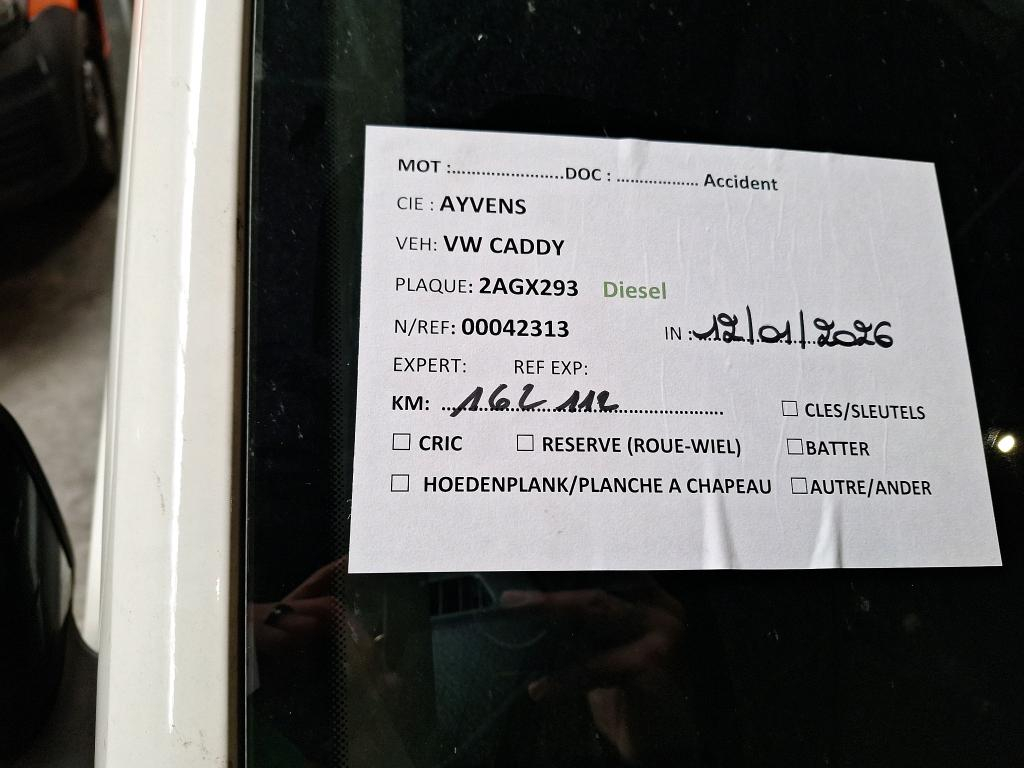 MOT :......................DOC : ................. Accident
CIE : AYVENS
VEH: VW CADDY
PLAQUE: 2AGX293 Diesel
N/REF: 00042313 IN : 12/01/2026
EXPERT: REF EXP:
KM: 162 112 ☐ CLES/SLEUTELS
☐ CRIC ☐ RESERVE (ROUE-WIEL) ☐BATTER
☐ HOEDENPLANK/PLANCHE A CHAPEAU ☐AUTRE/ANDER